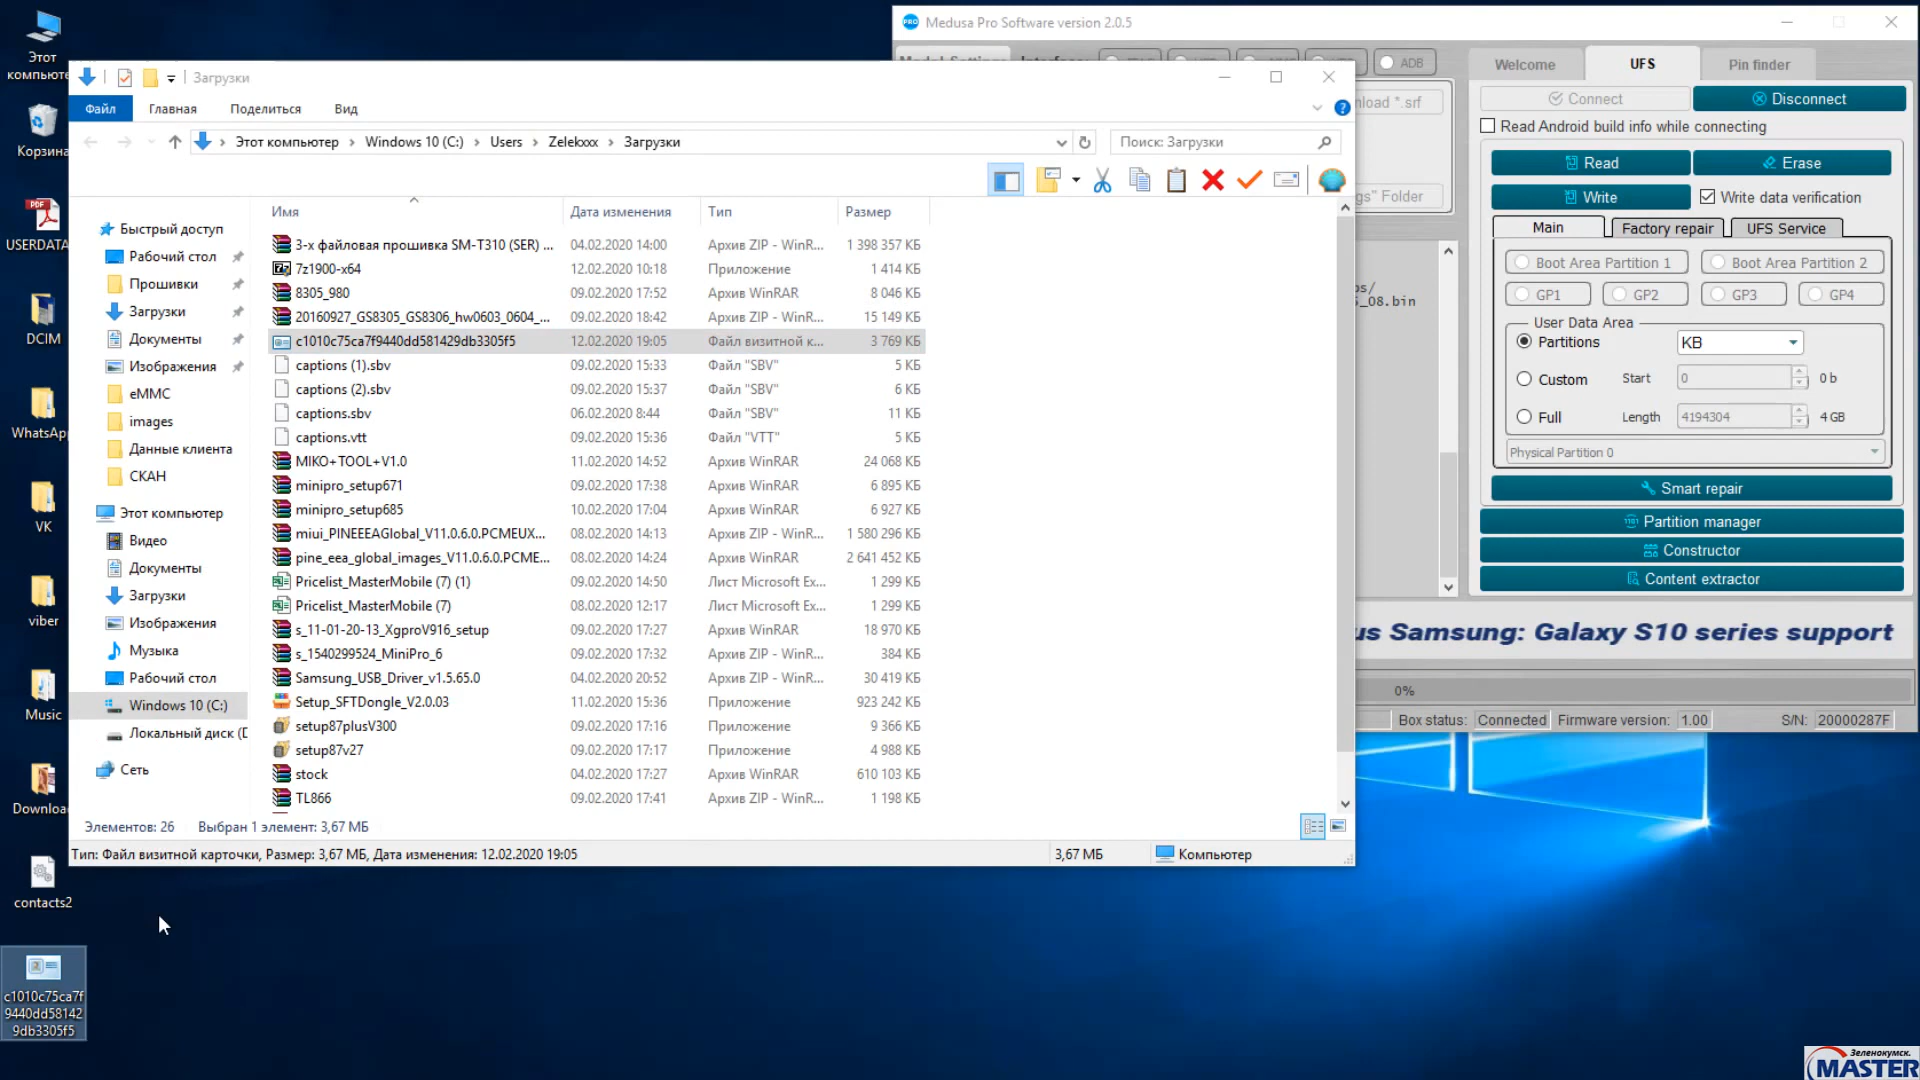 Этот
компьюте
Корзина
USERDATA
DCIM
WhatsApp
VK
viber
Music
Downloa
contacts2
c1010c75ca7f
9440dd58142
9db3305f5
Загрузки
Файл
Главная
Поделиться
Вид
Этот компьютер
Windows 10 (C:)
Users
Zelekxxx
Загрузки
Поиск: Загрузки
Быстрый доступ
Рабочий стол
Прошивки
Загрузки
Документы
Изображения
eMMC
images
Данные клиента
СКАН
Этот компьютер
Видео
Документы
Загрузки
Изображения
Музыка
Рабочий стол
Windows 10 (C:)
Локальный диск (D
Сеть
Имя Дата изменения Тип Размер
3-х файловая прошивка SM-T310 (SER) ... 04.02.2020 14:00 Архив ZIP - WinR... 1 398 357 КБ
7z1900-x64 12.02.2020 10:18 Приложение 1 414 КБ
8305_980 09.02.2020 17:52 Архив WinRAR 8 046 КБ
20160927_GS8305_GS8306_hw0603_0604_... 09.02.2020 18:42 Архив ZIP - WinR... 15 149 КБ
c1010c75ca7f9440dd581429db3305f5 12.02.2020 19:05 Файл визитной к... 3 769 КБ
captions (1).sbv 09.02.2020 15:33 Файл "SBV" 5 КБ
captions (2).sbv 09.02.2020 15:37 Файл "SBV" 6 КБ
captions.sbv 06.02.2020 8:44 Файл "SBV" 11 КБ
captions.vtt 09.02.2020 15:36 Файл "VTT" 5 КБ
MIKO+TOOL+V1.0 11.02.2020 14:52 Архив WinRAR 24 068 КБ
minipro_setup671 09.02.2020 17:38 Архив WinRAR 6 895 КБ
minipro_setup685 10.02.2020 17:04 Архив WinRAR 6 927 КБ
miui_PINEEEAGlobal_V11.0.6.0.PCMEUX... 08.02.2020 14:13 Архив ZIP - WinR... 1 580 296 КБ
pine_eea_global_images_V11.0.6.0.PCME... 08.02.2020 14:24 Архив WinRAR 2 641 452 КБ
Pricelist_MasterMobile (7) (1) 09.02.2020 14:50 Лист Microsoft Ex... 1 299 КБ
Pricelist_MasterMobile (7) 08.02.2020 12:17 Лист Microsoft Ex... 1 299 КБ
s_11-01-20-13_XgproV916_setup 09.02.2020 17:27 Архив WinRAR 18 970 КБ
s_1540299524_MiniPro_6 09.02.2020 17:32 Архив ZIP - WinR... 384 КБ
Samsung_USB_Driver_v1.5.65.0 04.02.2020 20:52 Архив ZIP - WinR... 30 419 КБ
Setup_SFTDongle_V2.0.03 11.02.2020 15:36 Приложение 923 242 КБ
setup87plusV300 09.02.2020 17:16 Приложение 9 366 КБ
setup87v27 09.02.2020 17:17 Приложение 4 988 КБ
stock 04.02.2020 17:27 Архив WinRAR 610 103 КБ
TL866 09.02.2020 17:41 Архив ZIP - WinR... 1 198 КБ
Элементов: 26 Выбран 1 элемент: 3,67 МБ
Тип: Файл визитной карточки, Размер: 3,67 МБ, Дата изменения: 12.02.2020 19:05 3,67 МБ Компьютер
Medusa Pro Software version 2.0.5
ADB
load *.srf
gs" Folder
_08.bin
Welcome UFS Pin finder
Connect Disconnect
Read Android build info while connecting
Read Erase
Write Write data verification
Main Factory repair UFS Service
Boot Area Partition 1 Boot Area Partition 2
GP1 GP2 GP3 GP4
User Data Area
Partitions KB
Custom Start 0 0 b
Full Length 4194304 4 GB
Physical Partition 0
Smart repair
Partition manager
Constructor
Content extractor
us Samsung: Galaxy S10 series support
0%
Box status: Connected Firmware version: 1.00 S/N: 20000287F
Зеленокумск.
MASTER